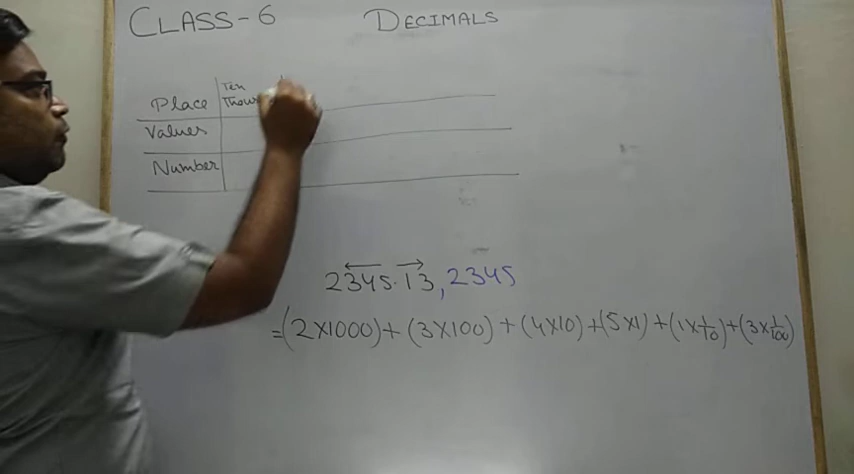 CLASS-6 DECIMALS
Ten
Place
Values
Number
2345.13, 2345
=(2×1000)+(3×100)+(4×10)+(5×1)+(1×1/10)+(3×1/100)